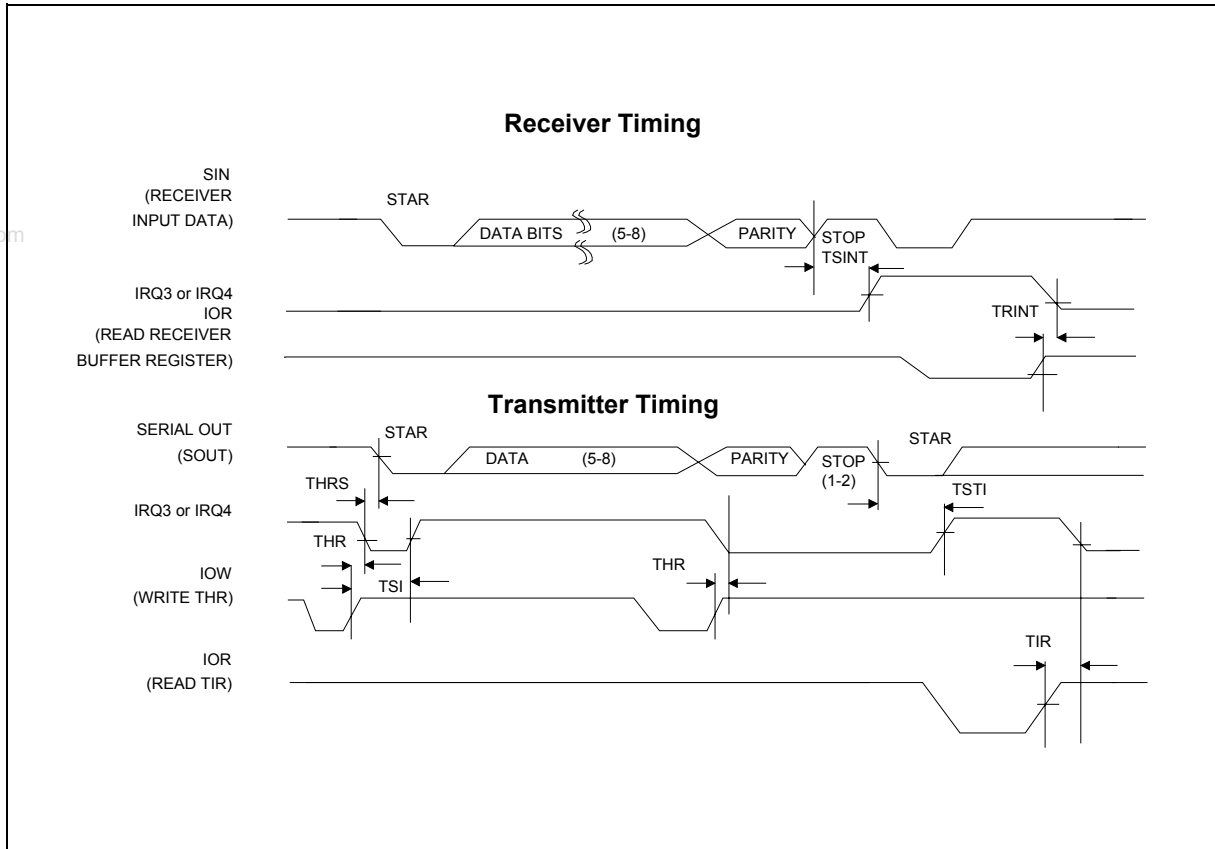 Receiver Timing
SIN
(RECEIVER
INPUT DATA)
STAR
DATA BITS (5-8)
PARITY
STOP
TSINT
om
IRQ3 or IRQ4
IOR
(READ RECEIVER
BUFFER REGISTER)
TRINT
Transmitter Timing
SERIAL OUT
(SOUT)
STAR
DATA (5-8)
PARITY
STOP
(1-2)
STAR
THRS
TSTI
IRQ3 or IRQ4
THR
THR
IOW
(WRITE THR)
TSI
TIR
IOR
(READ TIR)